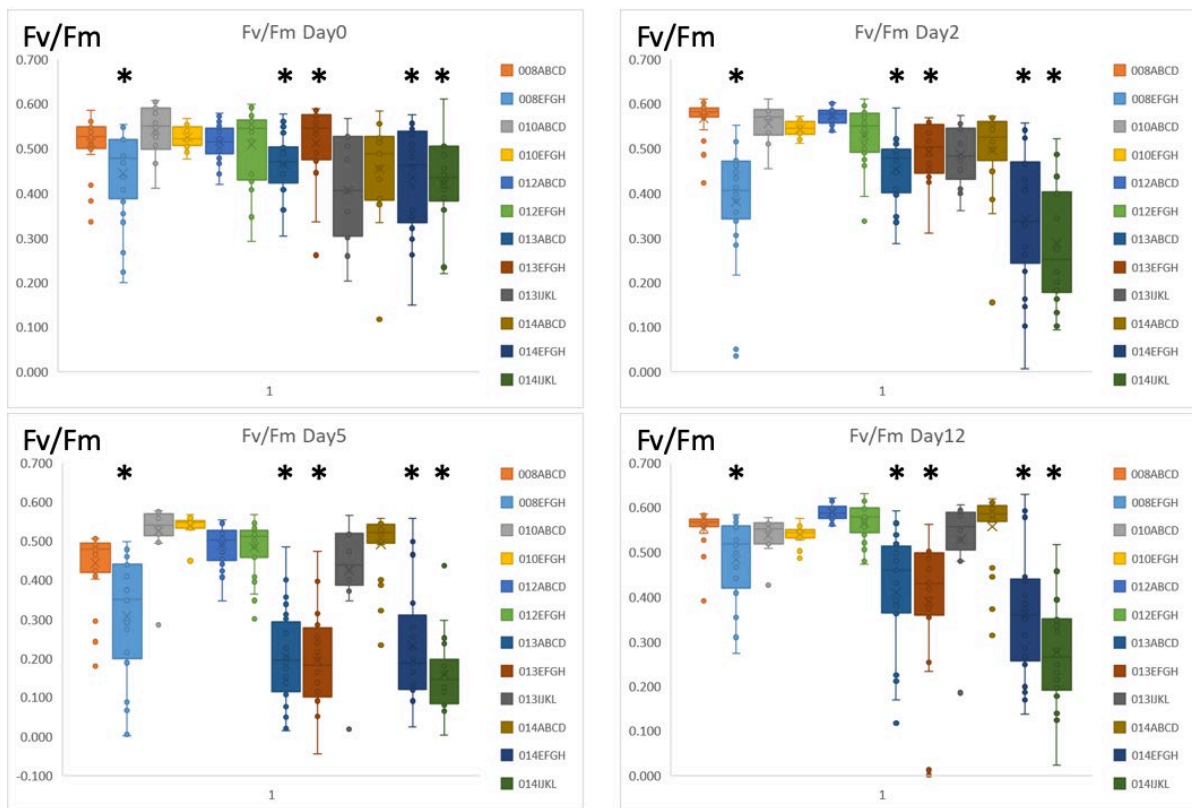 Fv/Fm
Fv/Fm Day0
0.700
0.600
0.500
0.400
0.300
0.200
0.100
0.000
* * * * *
1
008ABCD
008EFGH
010ABCD
010EFGH
012ABCD
012EFGH
013ABCD
013EFGH
013IJKL
014ABCD
014EFGH
014IJKL
Fv/Fm
Fv/Fm Day2
0.700
0.600
0.500
0.400
0.300
0.200
0.100
0.000
* * * * *
1
008ABCD
008EFGH
010ABCD
010EFGH
012ABCD
012EFGH
013ABCD
013EFGH
013IJKL
014ABCD
014EFGH
014IJKL
Fv/Fm
Fv/Fm Day5
0.700
0.600
0.500
0.400
0.300
0.200
0.100
0.000
-0.100
* * * * *
1
008ABCD
008EFGH
010ABCD
010EFGH
012ABCD
012EFGH
013ABCD
013EFGH
013IJKL
014ABCD
014EFGH
014IJKL
Fv/Fm
Fv/Fm Day12
0.700
0.600
0.500
0.400
0.300
0.200
0.100
0.000
* * * * *
1
008ABCD
008EFGH
010ABCD
010EFGH
012ABCD
012EFGH
013ABCD
013EFGH
013IJKL
014ABCD
014EFGH
014IJKL